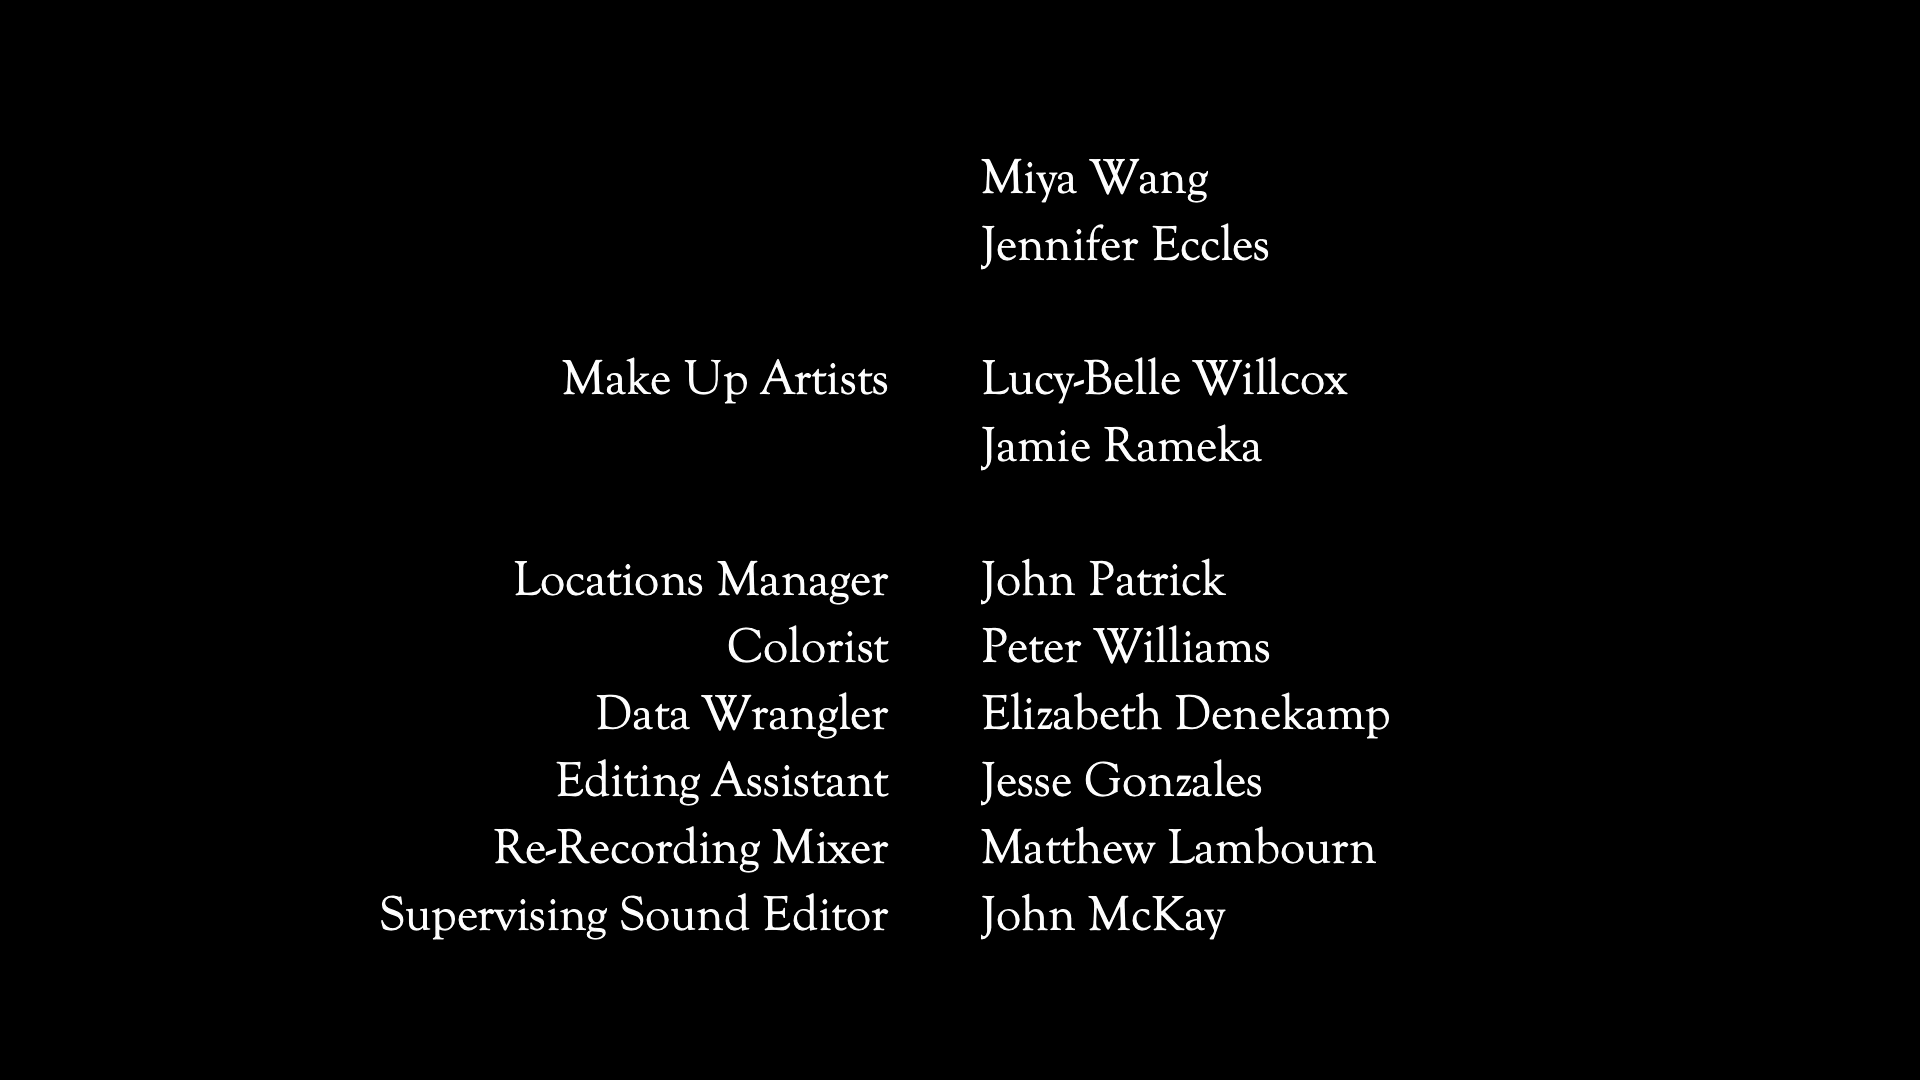 Miya Wang
Jennifer Eccles
Make Up Artists Lucy-Belle Willcox
Jamie Rameka
Locations Manager John Patrick
Colorist Peter Williams
Data Wrangler Elizabeth Denekamp
Editing Assistant Jesse Gonzales
Re-Recording Mixer Matthew Lambourn
Supervising Sound Editor John McKay